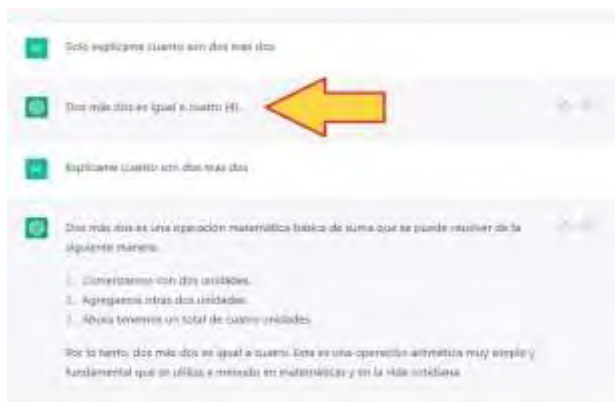 Solo explicame cuanto son dos mas dos
Dos más dos es igual a cuatro (4).
Explicame cuanto son dos mas dos
Dos más dos es una operación matemática básica de suma que se puede resolver de la
siguiente manera:
1. Comenzamos con dos unidades.
2. Agregamos otras dos unidades.
3. Ahora tenemos un total de cuatro unidades.
Por lo tanto, dos más dos es igual a cuatro. Esta es una operación aritmética muy simple y
fundamental que se utiliza a menudo en matemáticas y en la vida cotidiana.